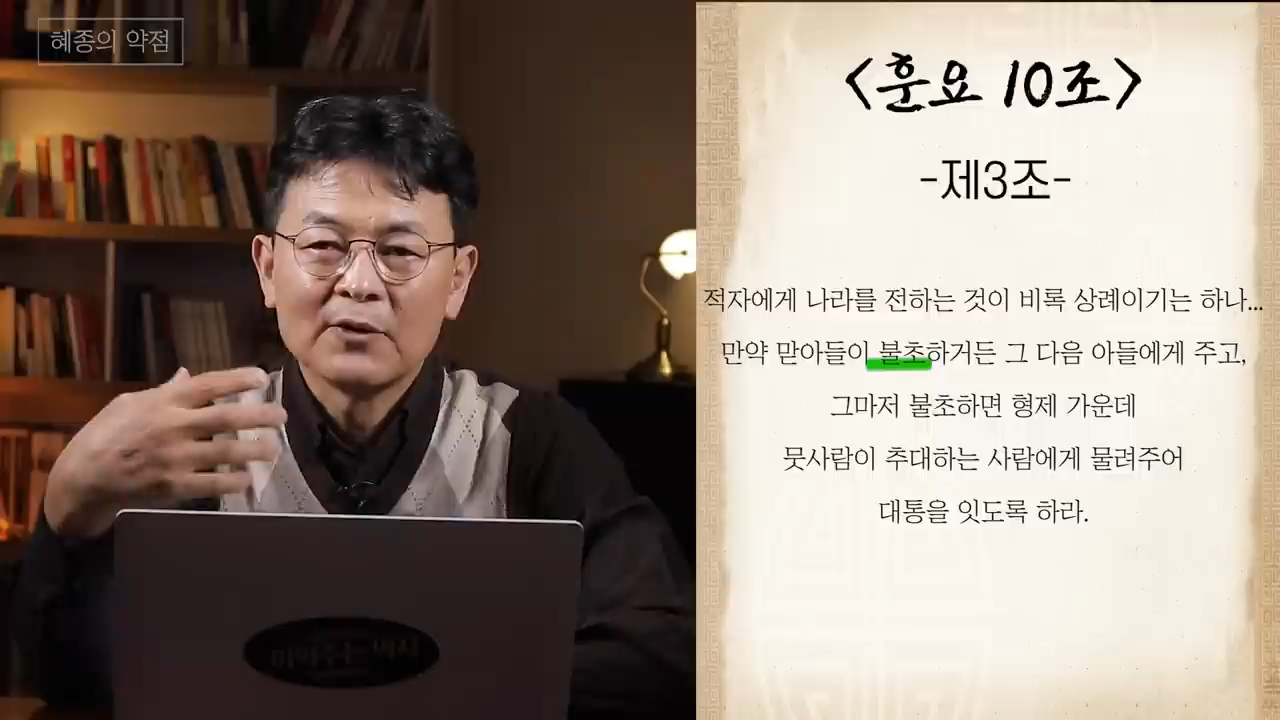 혜종의 약점
<훈요 10조>
-제3조-
적자에게 나라를 전하는 것이 비록 상례이기는 하나...
만약 맏아들이 불초하거든 그 다음 아들에게 주고,
그마저 불초하면 형제 가운데
뭇사람이 추대하는 사람에게 물려주어
대통을 잇도록 하라.